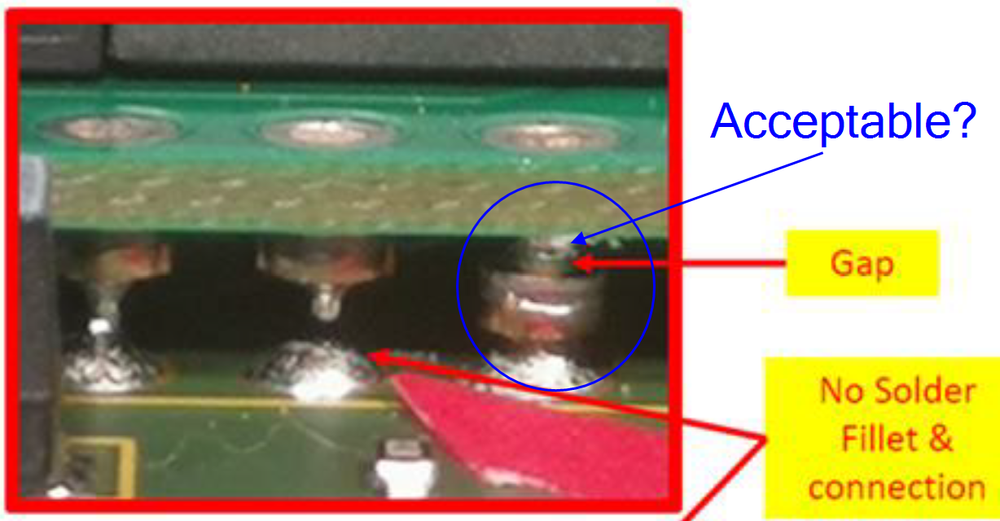 Acceptable?
Gap
No Solder
Fillet &
connection